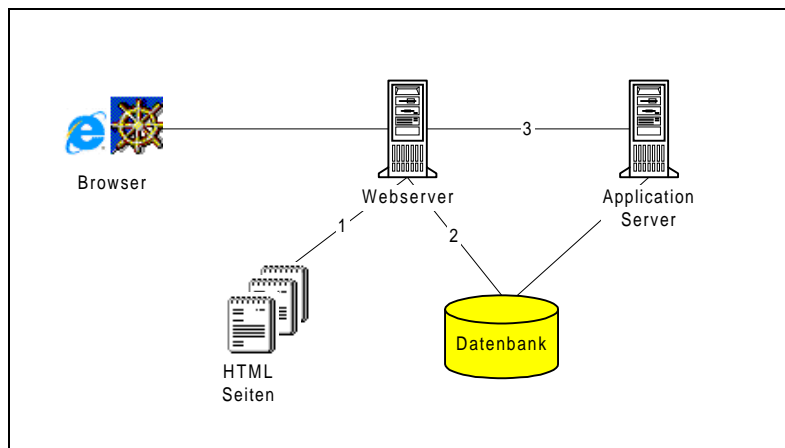 3
Browser
Webserver
Application
Server
1
2
Datenbank
HTML
Seiten